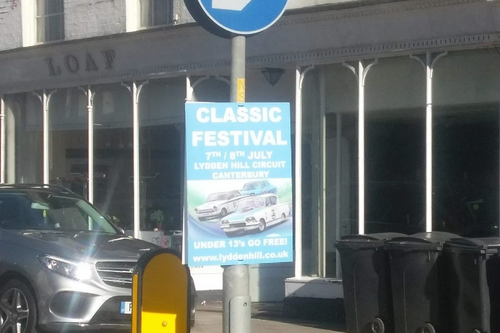 LOAF
CLASSIC
FESTIVAL
7TH / 8TH JULY
LYDDEN HILL CIRCUIT
CANTERBURY
UNDER 13's GO FREE!
www.lyddenhill.co.uk